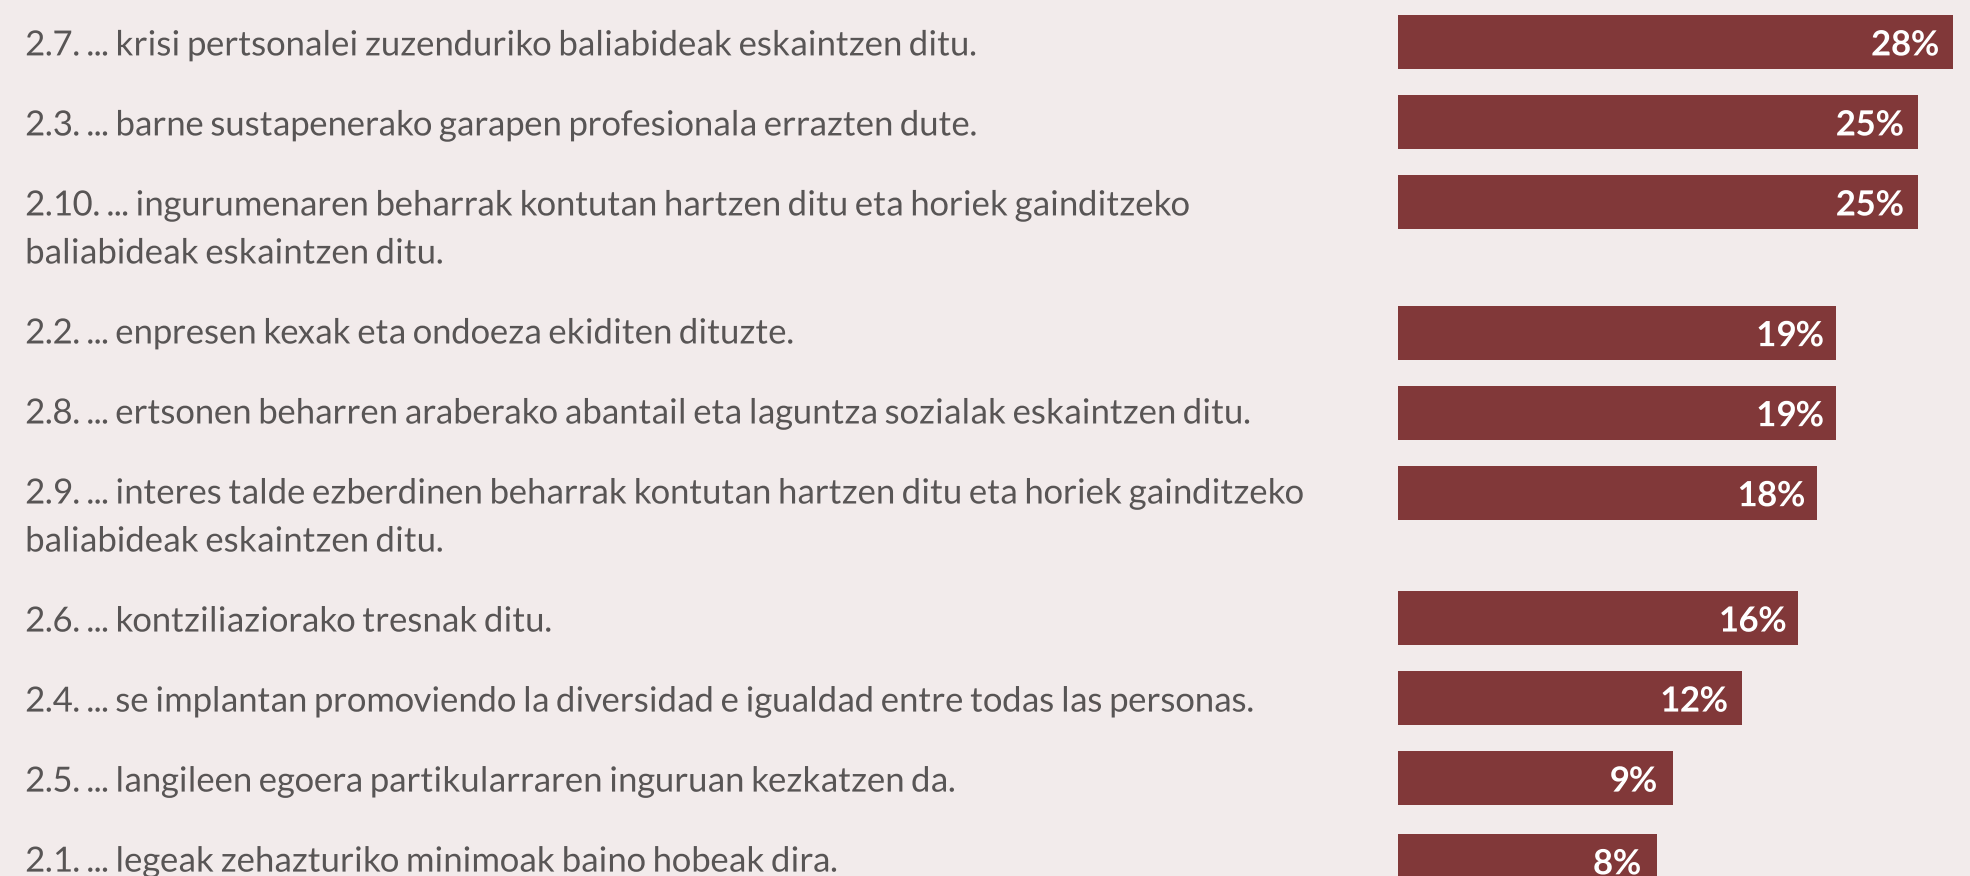 2.7. ... krisi pertsonalei zuzenduriko baliabideak eskaintzen ditu.
28%
2.3. ... barne sustapenerako garapen profesionala errazten dute.
25%
2.10. ... ingurumenaren beharrak kontutan hartzen ditu eta horiek gainditzeko
baliabideak eskaintzen ditu.
25%
2.2. ... enpresen kexak eta ondoeza ekiditen dituzte.
19%
2.8. ... ertsonen beharren araberako abantail eta laguntza sozialak eskaintzen ditu.
19%
2.9. ... interes talde ezberdinen beharrak kontutan hartzen ditu eta horiek gainditzeko
baliabideak eskaintzen ditu.
18%
2.6. ... kontziliaziorako tresnak ditu.
16%
2.4. ... se implantan promoviendo la diversidad e igualdad entre todas las personas.
12%
2.5. ... langileen egoera partikularraren inguruan kezkatzen da.
9%
2.1. ... legeak zehazturiko minimoak baino hobeak dira.
8%